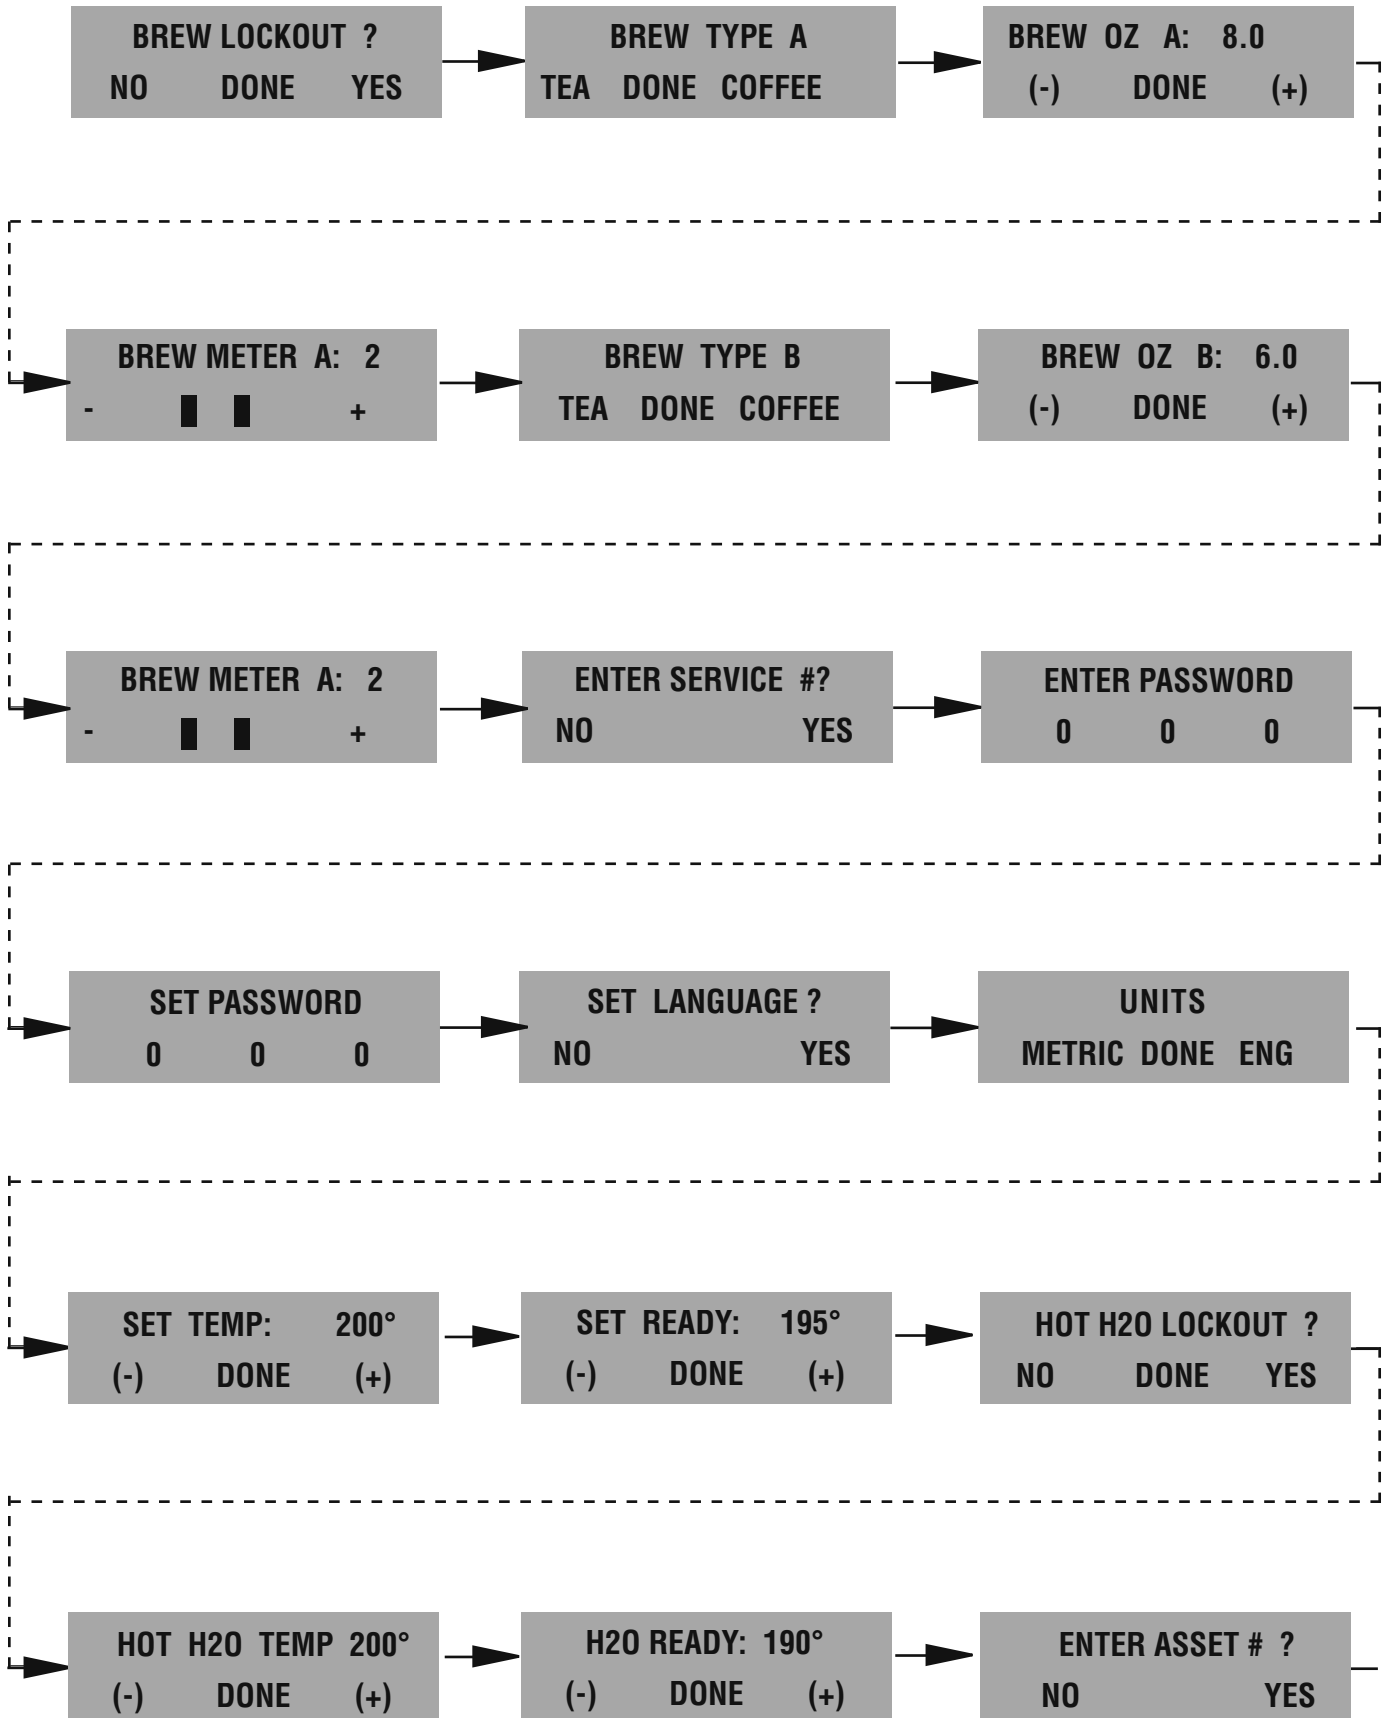 BREW LOCKOUT ?
NO DONE YES
BREW TYPE A
TEA DONE COFFEE
BREW OZ A: 8.0
(-) DONE (+)
BREW METER A: 2
- +
BREW TYPE B
TEA DONE COFFEE
BREW OZ B: 6.0
(-) DONE (+)
BREW METER A: 2
- +
ENTER SERVICE #?
NO YES
ENTER PASSWORD
0 0 0
SET PASSWORD
0 0 0
SET LANGUAGE ?
NO YES
UNITS
METRIC DONE ENG
SET TEMP: 200°
(-) DONE (+)
SET READY: 195°
(-) DONE (+)
HOT H2O LOCKOUT ?
NO DONE YES
HOT H2O TEMP 200°
(-) DONE (+)
H2O READY: 190°
(-) DONE (+)
ENTER ASSET # ?
NO YES